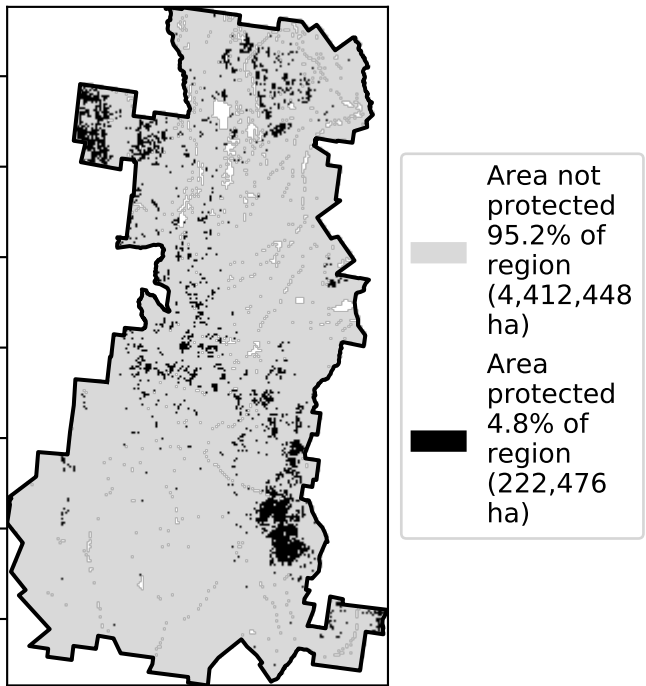 Area not
protected
95.2% of
region
(4,412,448
ha)
Area
protected
4.8% of
region
(222,476
ha)